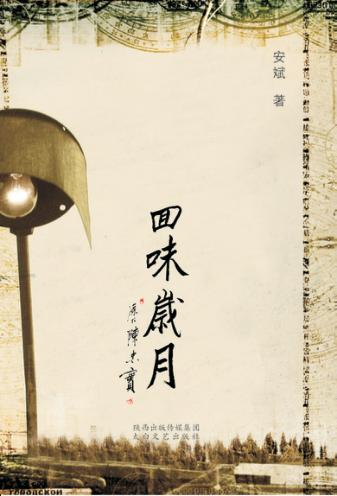 安斌 著
回味歲月
陳忠實
陕西出版传媒集团
太白文艺出版社
городской